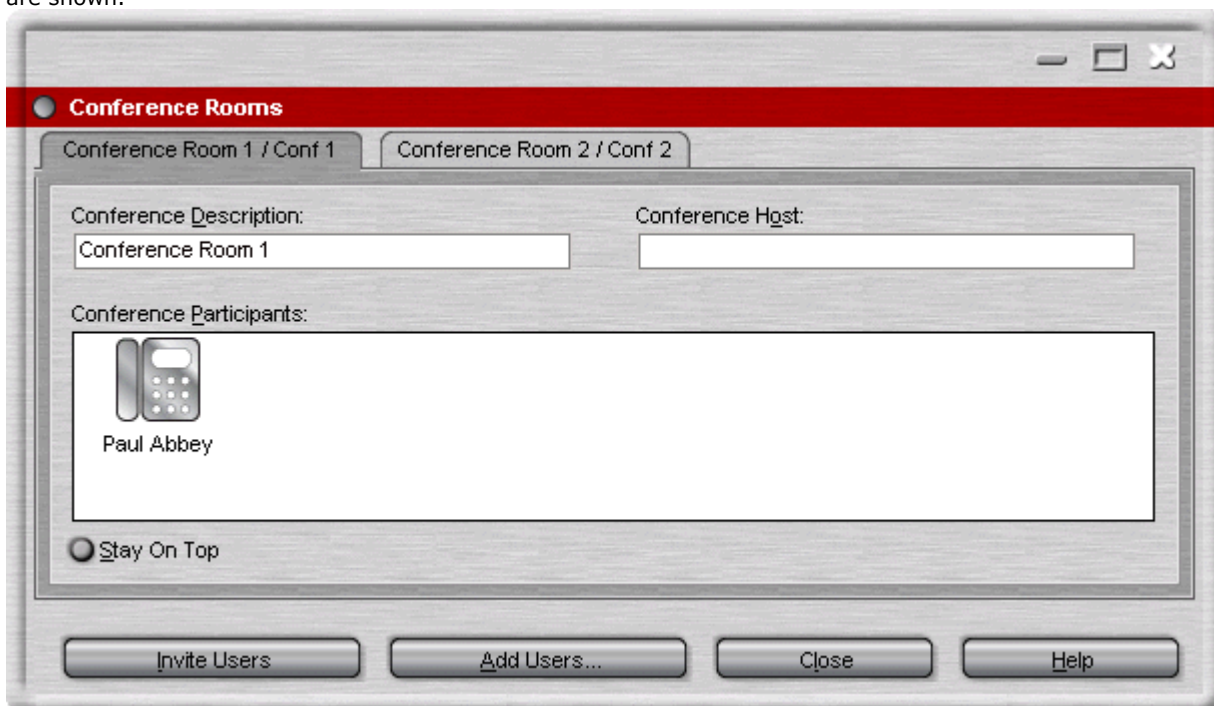 are shown.
Conference Rooms
Conference Room 1 / Conf 1
Conference Room 2 / Conf 2
Conference Description:
Conference Host:
Conference Room 1
Conference Participants:
Paul Abbey
Stay On Top
Invite Users
Add Users...
Close
Help